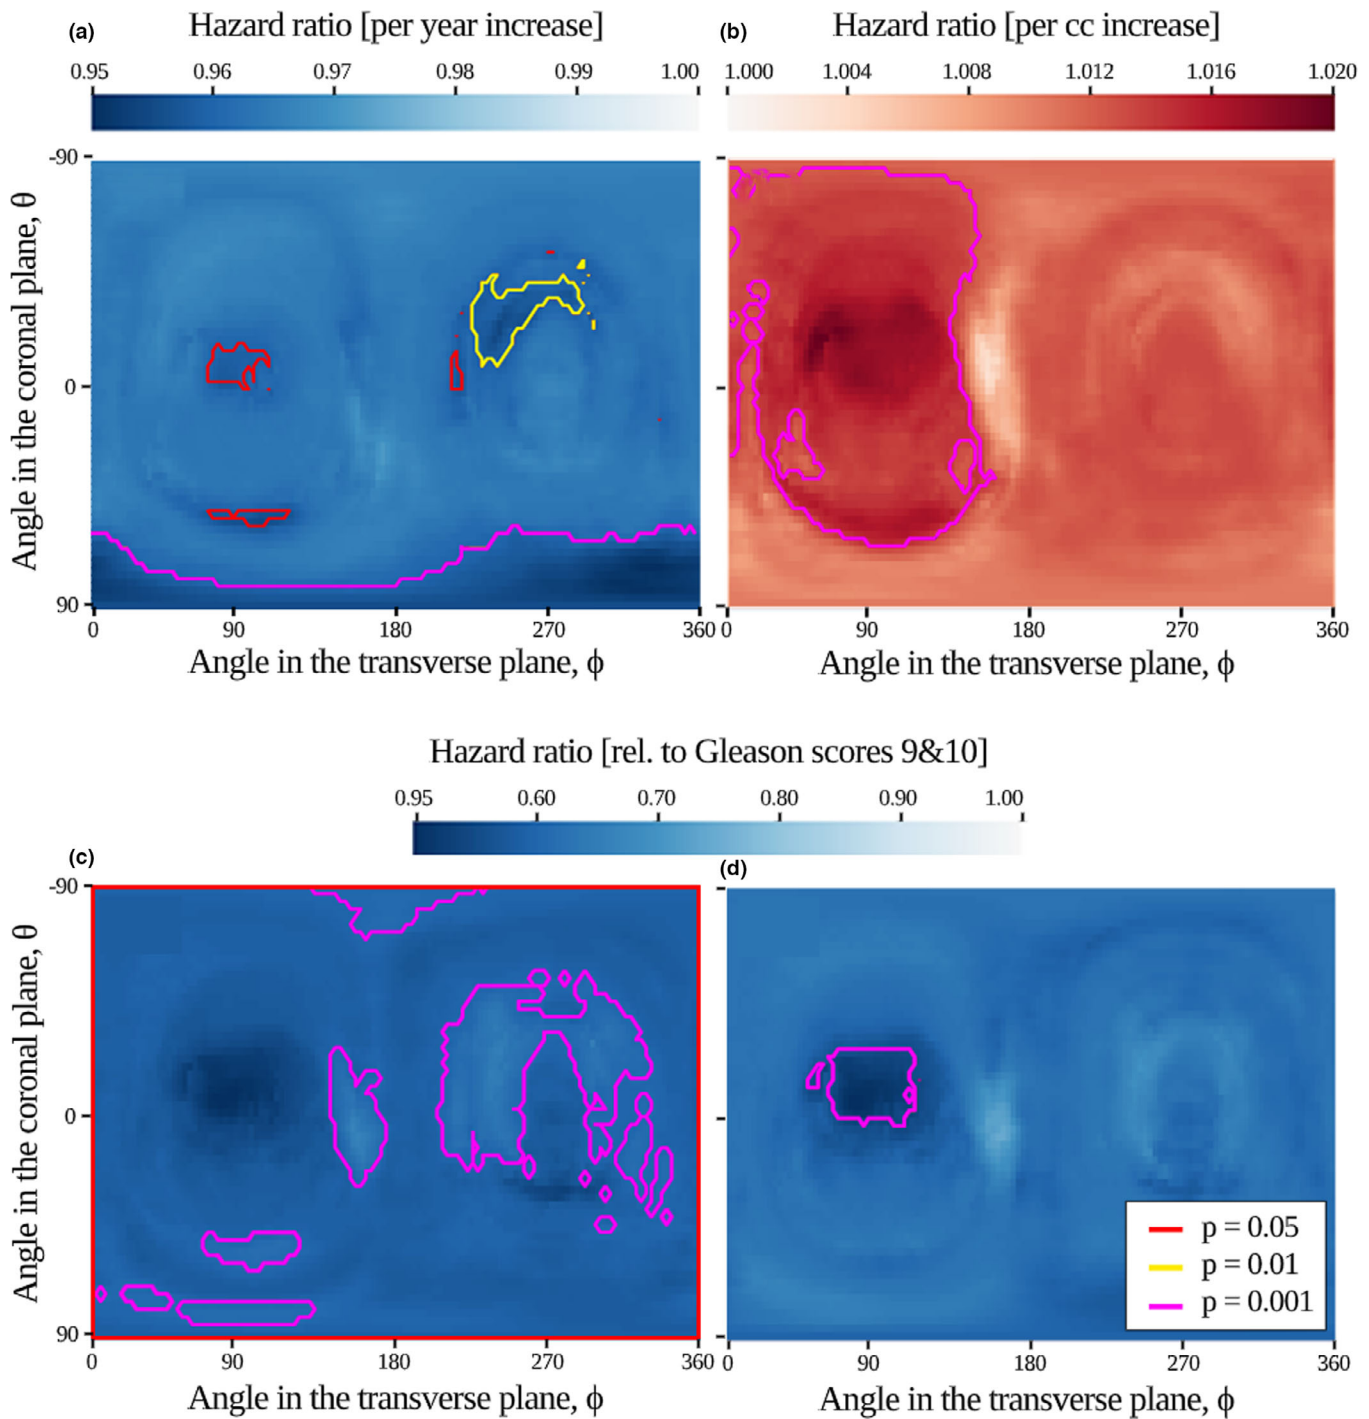 (a) Hazard ratio [per year increase]
0.95 0.96 0.97 0.98 0.99 1.00
-90
0
90
Angle in the coronal plane, θ
0 90 180 270 360
Angle in the transverse plane, ϕ
(b) Hazard ratio [per cc increase]
1.000 1.004 1.008 1.012 1.016 1.020
0 90 180 270 360
Angle in the transverse plane, ϕ
Hazard ratio [rel. to Gleason scores 9&10]
0.95 0.60 0.70 0.80 0.90 1.00
(c)
-90
0
90
Angle in the coronal plane, θ
0 90 180 270 360
Angle in the transverse plane, ϕ
(d)
p = 0.05
p = 0.01
p = 0.001
0 90 180 270 360
Angle in the transverse plane, ϕ